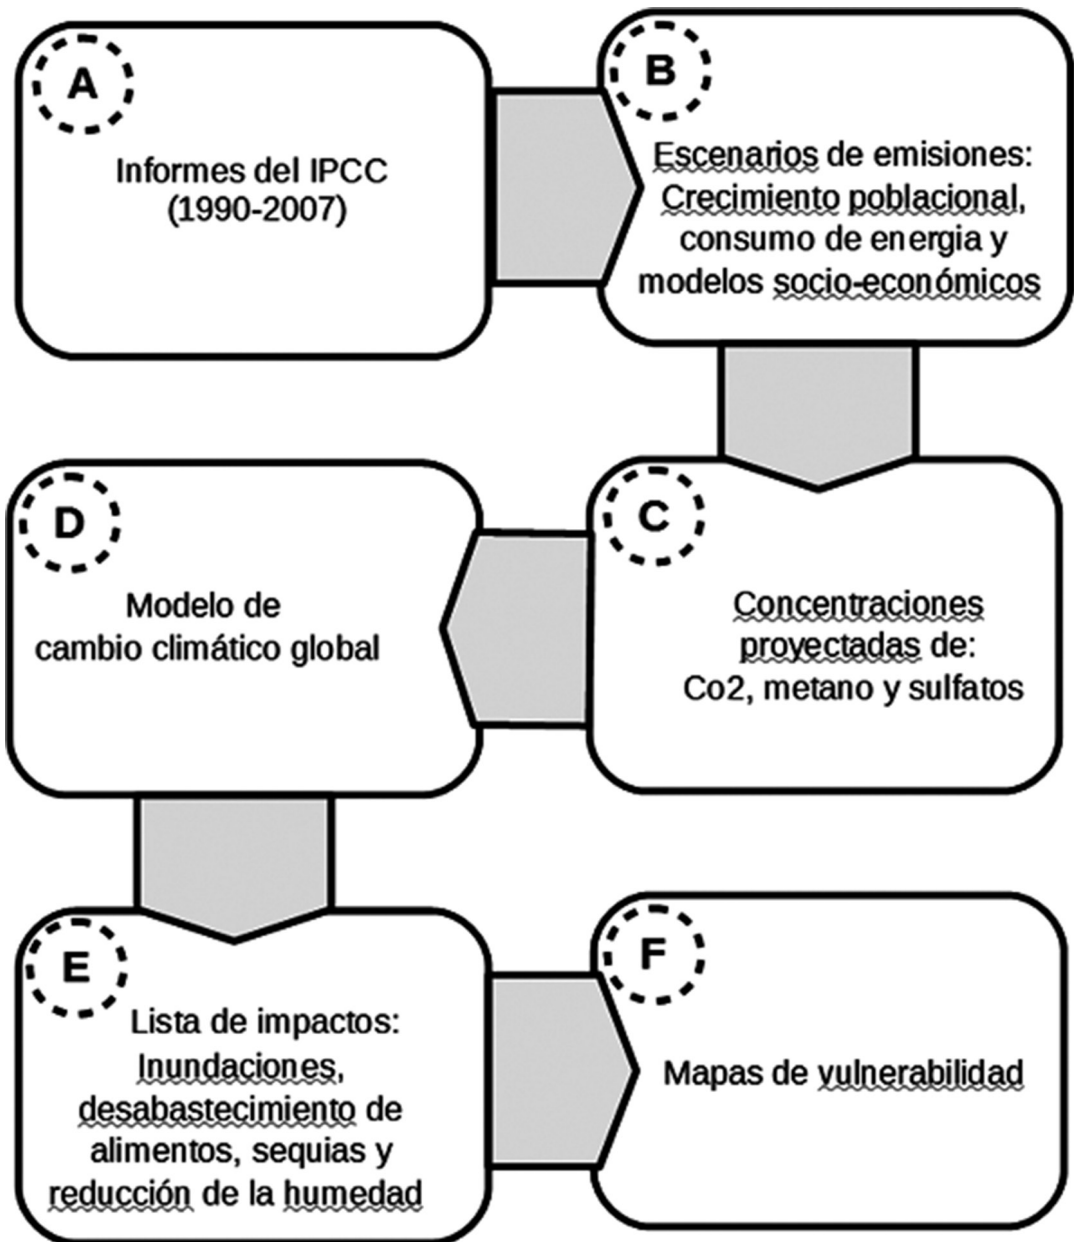 A
Informes del IPCC
(1990-2007)
B
Escenarios de emisiones:
Crecimiento poblacional,
consumo de energia y
modelos socio-económicos
C
Concentraciones
proyectadas de:
Co2, metano y sulfatos
D
Modelo de
cambio climático global
E
Lista de impactos:
Inundaciones,
desabastecimiento de
alimentos, sequias y
reducción de la humedad
F
Mapas de vulnerabilidad